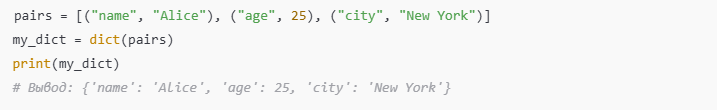 pairs = [("name", "Alice"), ("age", 25), ("city", "New York")]
my_dict = dict(pairs)
print(my_dict)
# Вывод: {'name': 'Alice', 'age': 25, 'city': 'New York'}